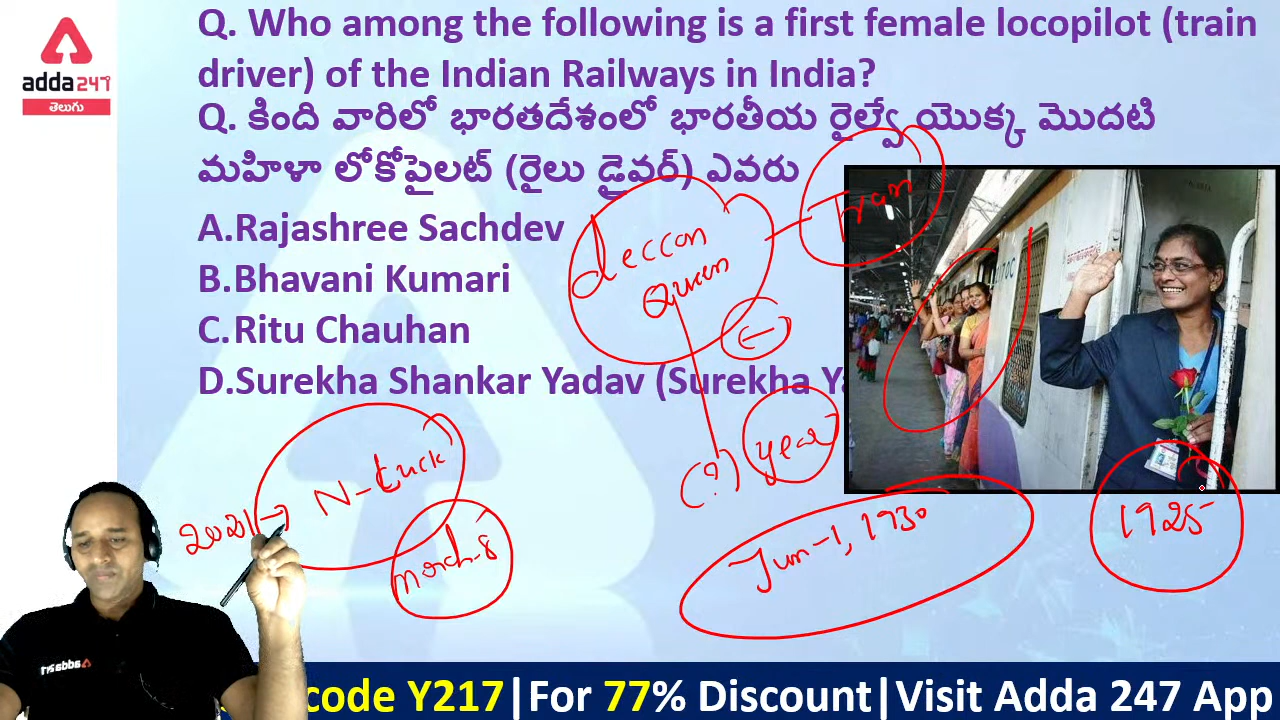 Q. Who among the following is a first female locopilot (train
driver) of the Indian Railways in India?
Q. కింది వారిలో భారతదేశంలో భారతీయ రైల్వే యొక్క మొదటి
మహిళా లోకోపైలట్ (రైలు డ్రైవర్) ఎవరు
A.Rajashree Sachdev
B.Bhavani Kumari
C.Ritu Chauhan
D.Surekha Shankar Yadav (Surekha Ya
adda247
తెలుగు
deccan
Queen
Train
(?) year
2021→ N-tuck
March-8
Jun-1, 1930
1925
code Y217|For 77% Discount|Visit Adda 247 App